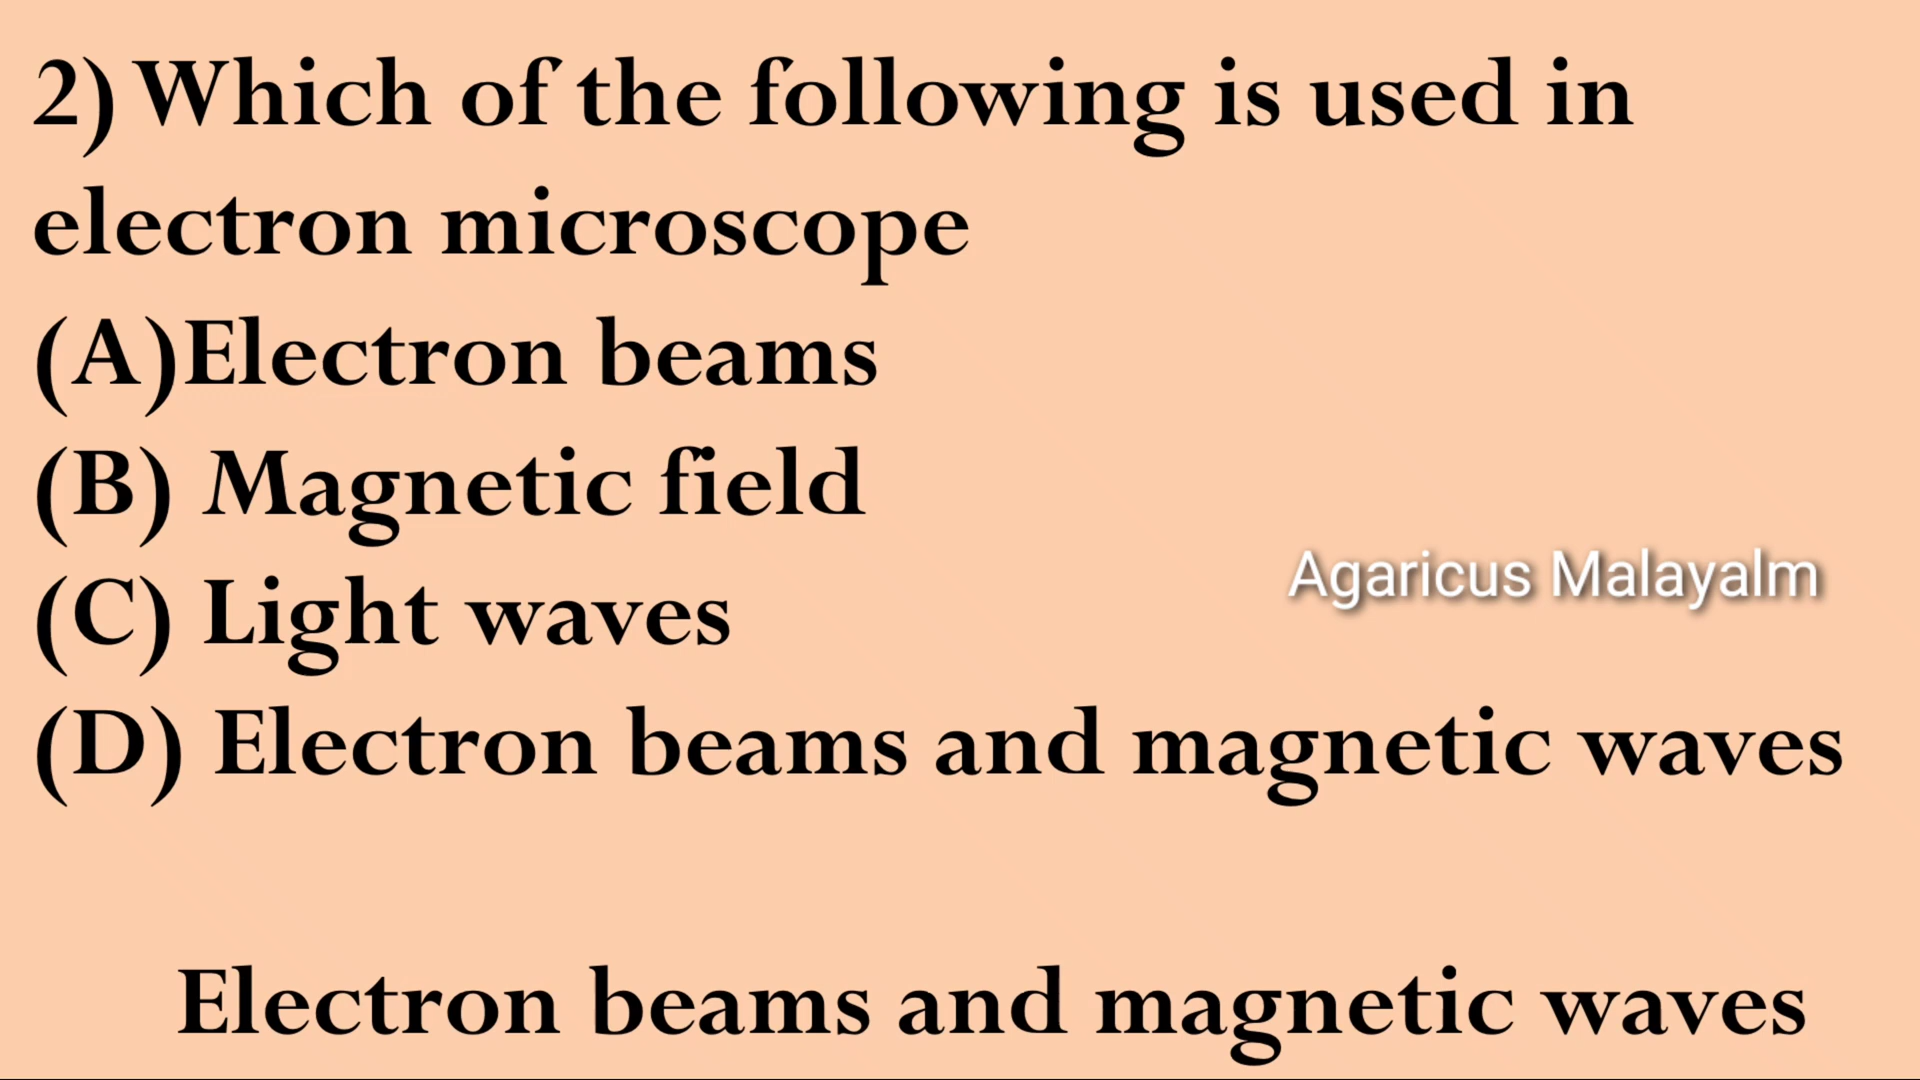 2) Which of the following is used in
electron microscope
(A)Electron beams
(B) Magnetic field
(C) Light waves
(D) Electron beams and magnetic waves
Agaricus Malayalm
Electron beams and magnetic waves